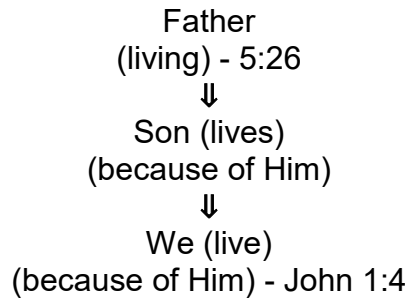 Father
(living) - 5:26
⇓
Son (lives)
(because of Him)
⇓
We (live)
(because of Him) - John 1:4